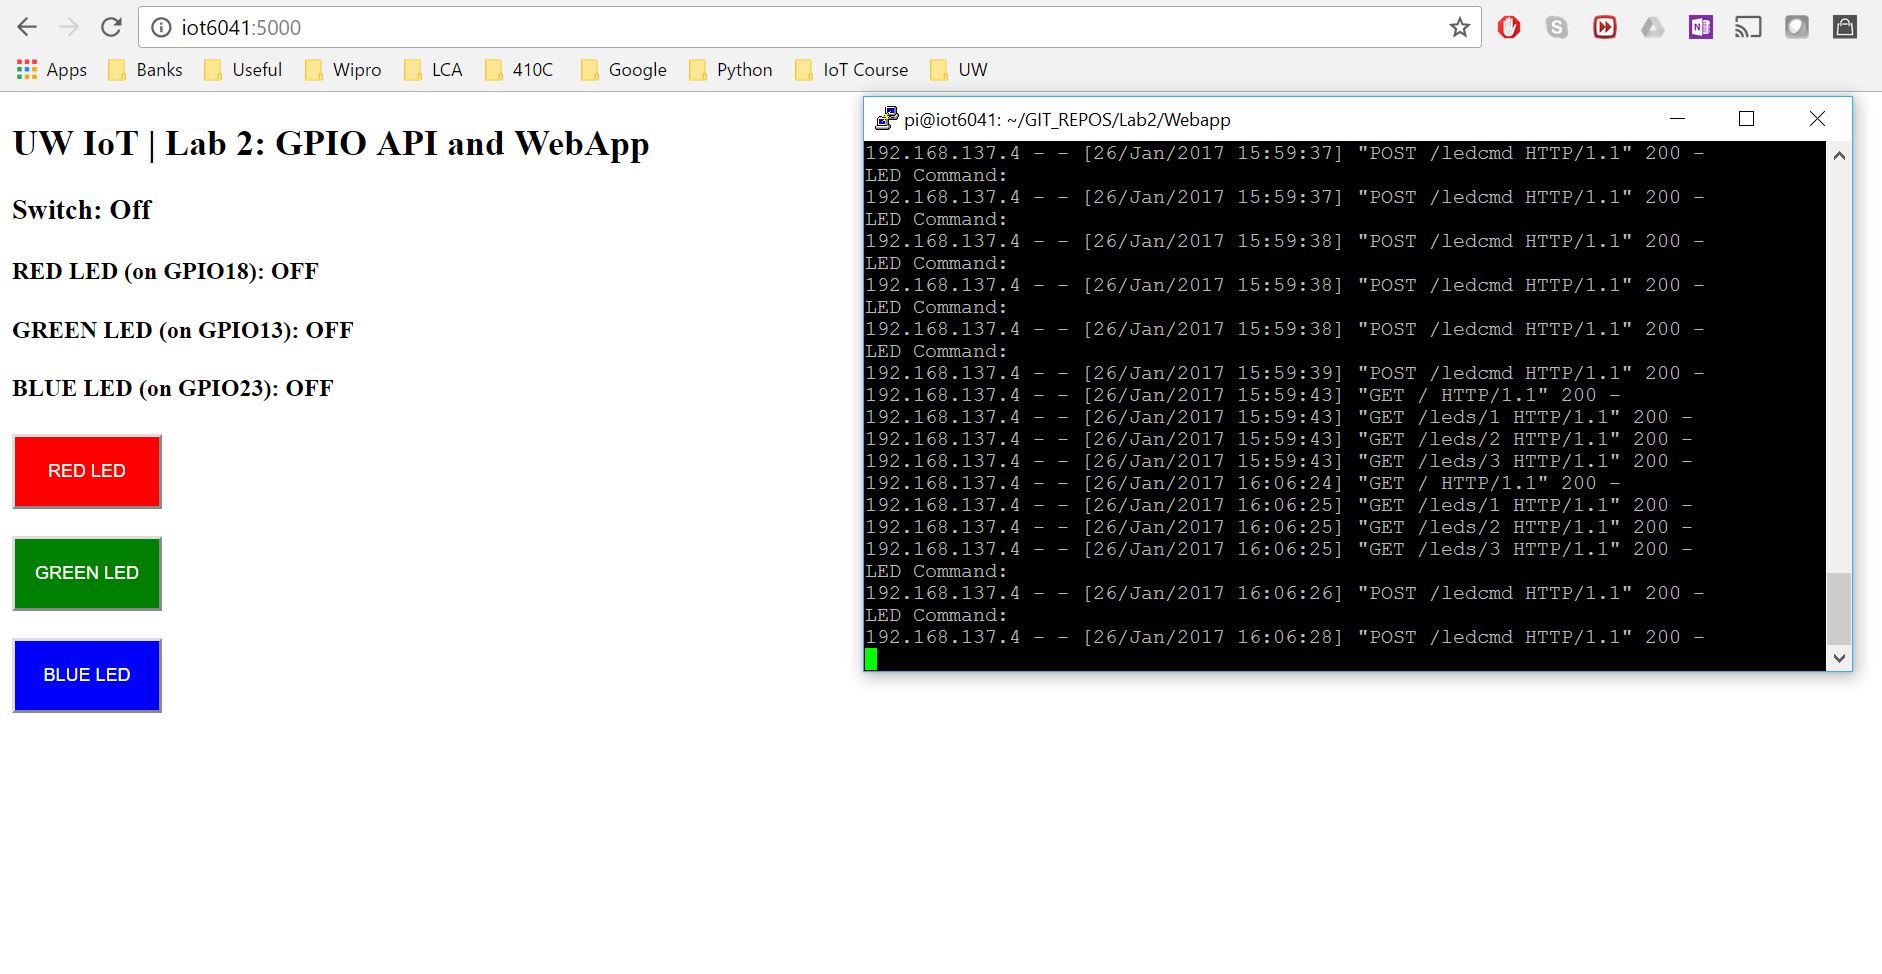 iot6041:5000
Apps Banks Useful Wipro LCA 410C Google Python IoT Course UW
UW IoT | Lab 2: GPIO API and WebApp
Switch: Off
RED LED (on GPIO18): OFF
GREEN LED (on GPIO13): OFF
BLUE LED (on GPIO23): OFF
RED LED
GREEN LED
BLUE LED
pi@iot6041: ~/GIT_REPOS/Lab2/Webapp
192.168.137.4 - - [26/Jan/2017 15:59:37] "POST /ledcmd HTTP/1.1" 200 -
LED Command:
192.168.137.4 - - [26/Jan/2017 15:59:37] "POST /ledcmd HTTP/1.1" 200 -
LED Command:
192.168.137.4 - - [26/Jan/2017 15:59:38] "POST /ledcmd HTTP/1.1" 200 -
LED Command:
192.168.137.4 - - [26/Jan/2017 15:59:38] "POST /ledcmd HTTP/1.1" 200 -
LED Command:
192.168.137.4 - - [26/Jan/2017 15:59:38] "POST /ledcmd HTTP/1.1" 200 -
LED Command:
192.168.137.4 - - [26/Jan/2017 15:59:39] "POST /ledcmd HTTP/1.1" 200 -
192.168.137.4 - - [26/Jan/2017 15:59:43] "GET / HTTP/1.1" 200 -
192.168.137.4 - - [26/Jan/2017 15:59:43] "GET /leds/1 HTTP/1.1" 200 -
192.168.137.4 - - [26/Jan/2017 15:59:43] "GET /leds/2 HTTP/1.1" 200 -
192.168.137.4 - - [26/Jan/2017 15:59:43] "GET /leds/3 HTTP/1.1" 200 -
192.168.137.4 - - [26/Jan/2017 16:06:24] "GET / HTTP/1.1" 200 -
192.168.137.4 - - [26/Jan/2017 16:06:25] "GET /leds/1 HTTP/1.1" 200 -
192.168.137.4 - - [26/Jan/2017 16:06:25] "GET /leds/2 HTTP/1.1" 200 -
192.168.137.4 - - [26/Jan/2017 16:06:25] "GET /leds/3 HTTP/1.1" 200 -
LED Command:
192.168.137.4 - - [26/Jan/2017 16:06:26] "POST /ledcmd HTTP/1.1" 200 -
LED Command:
192.168.137.4 - - [26/Jan/2017 16:06:28] "POST /ledcmd HTTP/1.1" 200 -